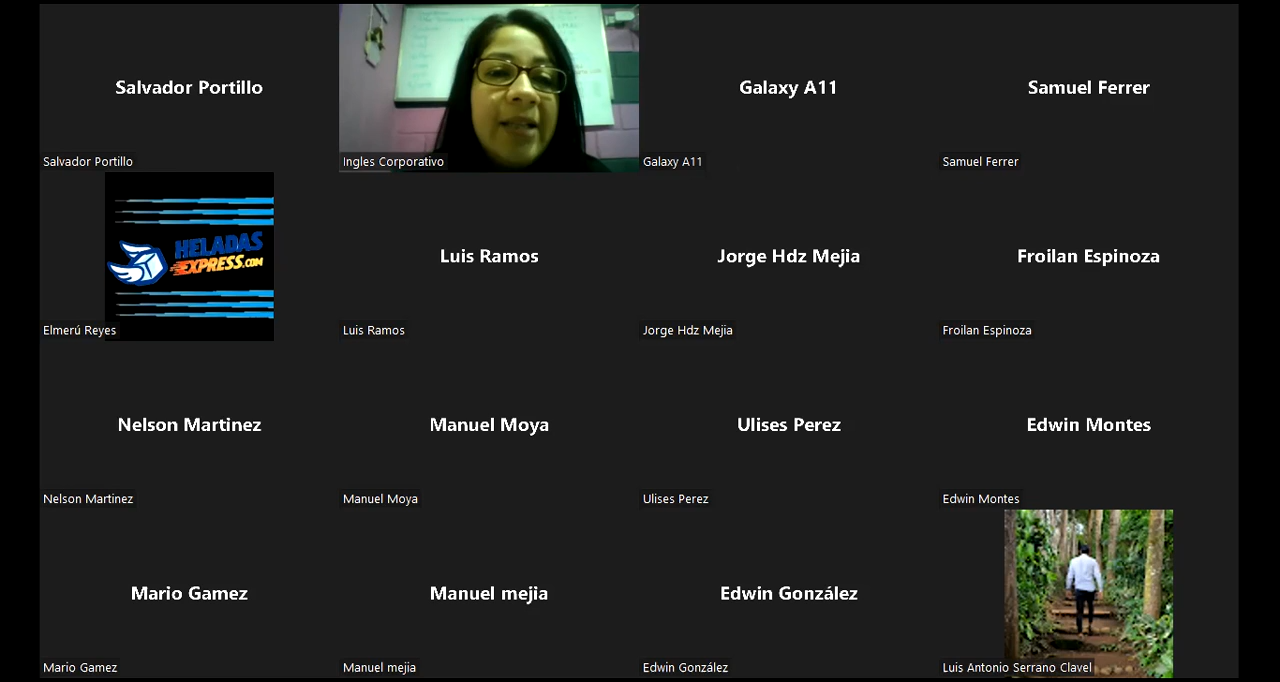 Salvador Portillo
Salvador Portillo
Ingles Corporativo
Galaxy A11
Galaxy A11
Samuel Ferrer
Samuel Ferrer
HELADAS
EXPRESS.COM
Elmerú Reyes
Luis Ramos
Luis Ramos
Jorge Hdz Mejia
Jorge Hdz Mejia
Froilan Espinoza
Froilan Espinoza
Nelson Martinez
Nelson Martinez
Manuel Moya
Manuel Moya
Ulises Perez
Ulises Perez
Edwin Montes
Edwin Montes
Mario Gamez
Mario Gamez
Manuel mejia
Manuel mejia
Edwin González
Edwin González
Luis Antonio Serrano Clavel